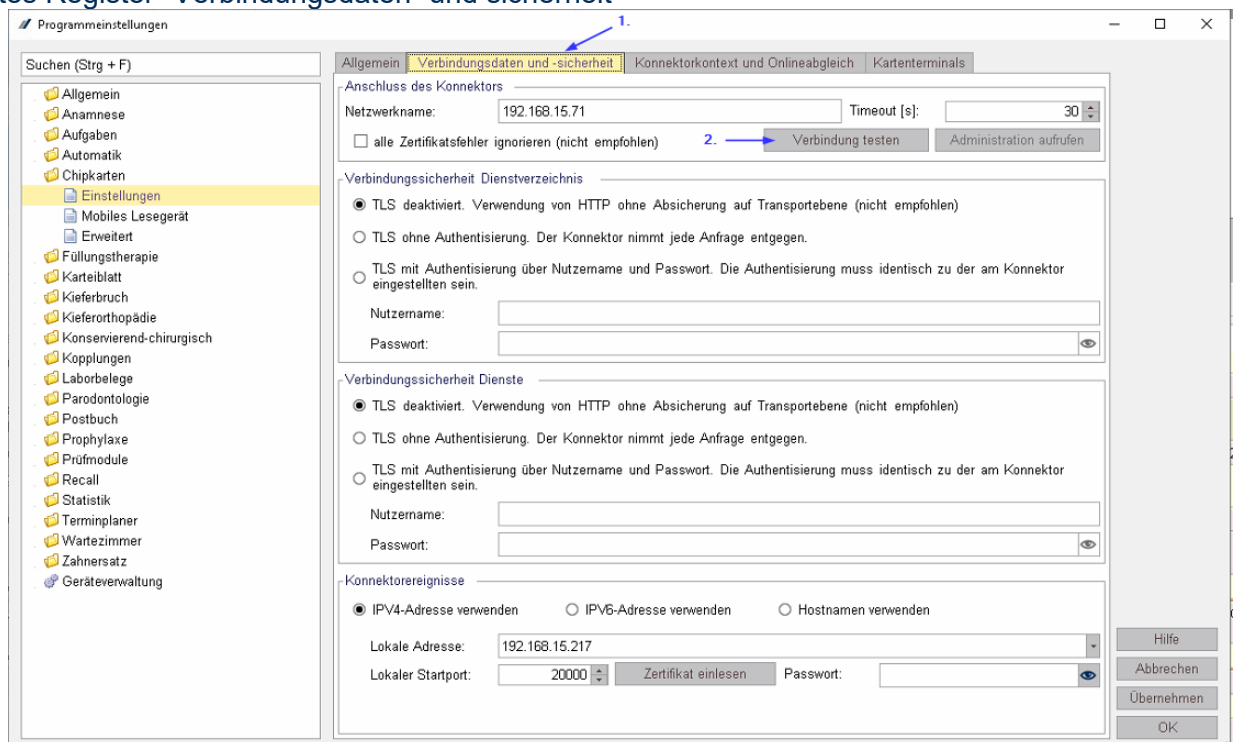 tes Register "Verbindungsdaten und sicherheit"
1.
Programmeinstellungen
Suchen (Strg + F)
Allgemein
Anamnese
Aufgaben
Automatik
Chipkarten
Einstellungen
Mobiles Lesegerät
Erweitert
Füllungstherapie
Karteiblatt
Kieferbruch
Kieferorthopädie
Konservierend-chirurgisch
Kopplungen
Laborbelege
Parodontologie
Postbuch
Prophylaxe
Prüfmodule
Recall
Statistik
Terminplaner
Wartezimmer
Zahnersatz
Geräteverwaltung
Allgemein Verbindungsdaten und -sicherheit Konnektorkontext und Onlineabgleich Kartenterminals
Anschluss des Konnektors
Netzwerkname: 192.168.15.71 Timeout [s]: 30
alle Zertifikatsfehler ignorieren (nicht empfohlen) 2. Verbindung testen Administration aufrufen
Verbindungssicherheit Dienstverzeichnis
TLS deaktiviert. Verwendung von HTTP ohne Absicherung auf Transportebene (nicht empfohlen)
TLS ohne Authentisierung. Der Konnektor nimmt jede Anfrage entgegen.
TLS mit Authentisierung über Nutzername und Passwort. Die Authentisierung muss identisch zu der am Konnektor
eingestellten sein.
Nutzername:
Passwort:
Verbindungssicherheit Dienste
TLS deaktiviert. Verwendung von HTTP ohne Absicherung auf Transportebene (nicht empfohlen)
TLS ohne Authentisierung. Der Konnektor nimmt jede Anfrage entgegen.
TLS mit Authentisierung über Nutzername und Passwort. Die Authentisierung muss identisch zu der am Konnektor
eingestellten sein.
Nutzername:
Passwort:
Konnektorereignisse
IPV4-Adresse verwenden IPV6-Adresse verwenden Hostnamen verwenden
Lokale Adresse: 192.168.15.217
Lokaler Startport: 20000 Zertifikat einlesen Passwort:
Hilfe
Abbrechen
Übernehmen
OK